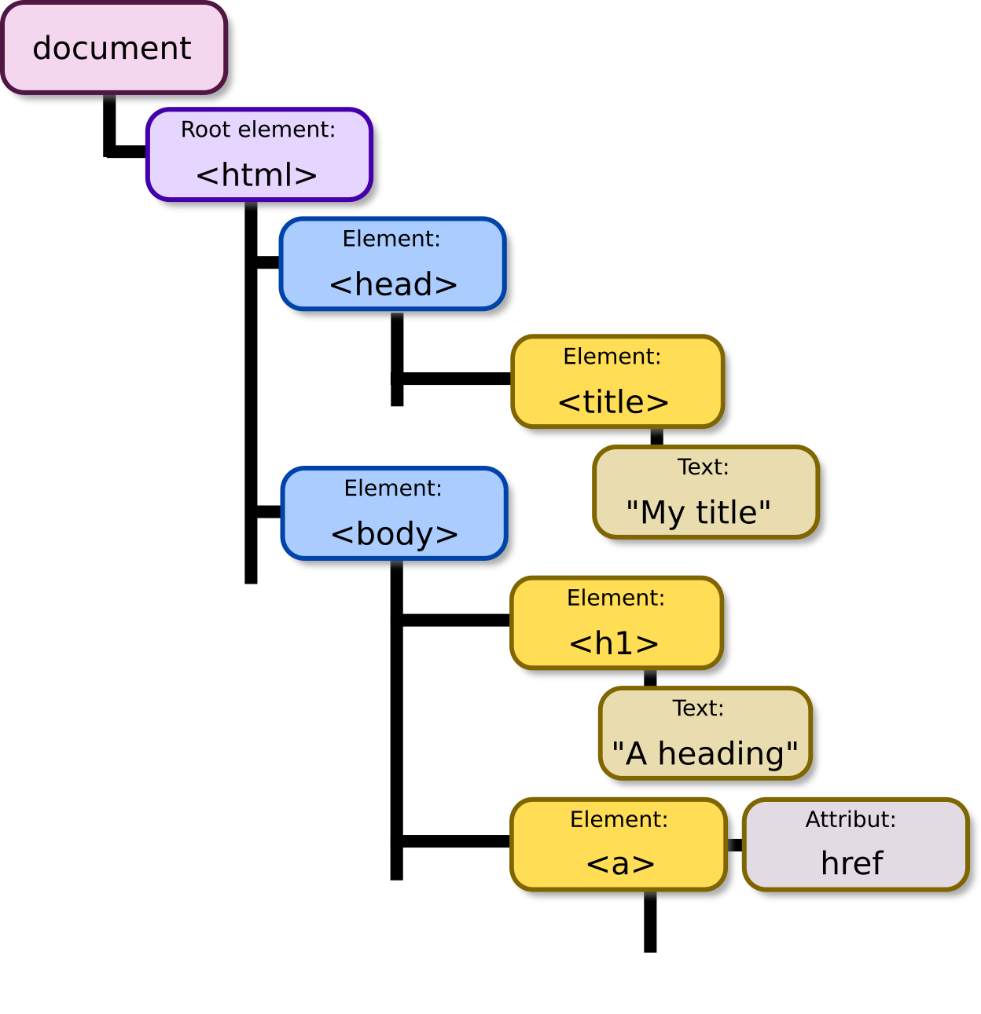 document
Root element:
<html>
Element:
<head>
Element:
<title>
Text:
"My title"
Element:
<body>
Element:
<h1>
Text:
"A heading"
Element:
<a>
Attribut:
href